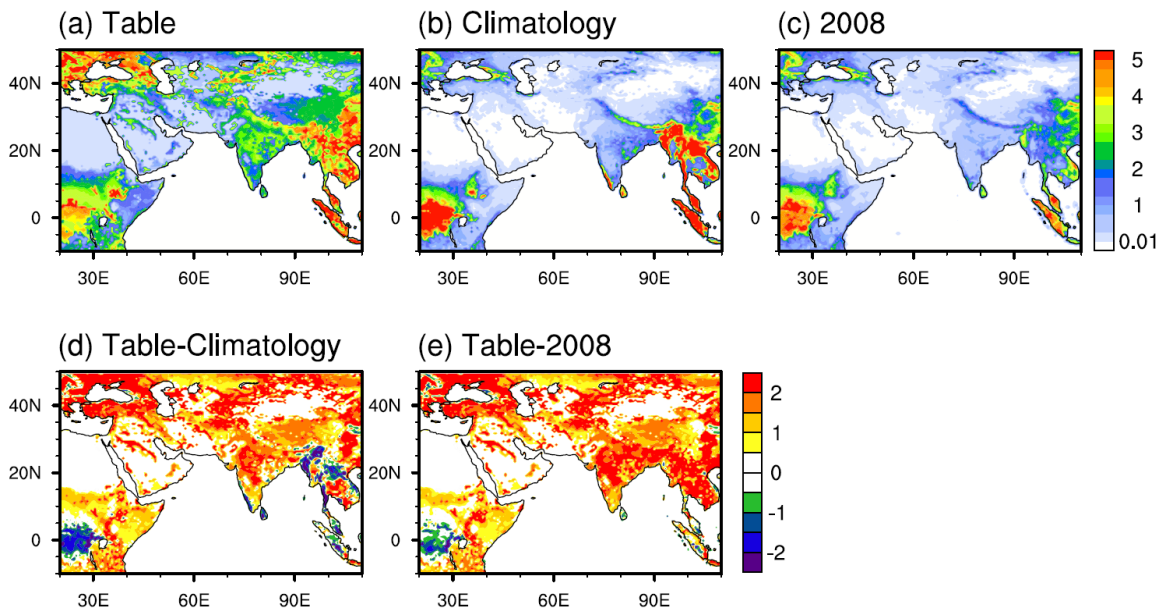 (a) Table (b) Climatology (c) 2008
40N 40N 40N 5
4
20N 20N 20N 3
2
0 0 0 1
0.01
30E 60E 90E 30E 60E 90E 30E 60E 90E
(d) Table-Climatology (e) Table-2008
40N 40N 2
1
20N 20N 0
-1
0 0 -2
30E 60E 90E 30E 60E 90E